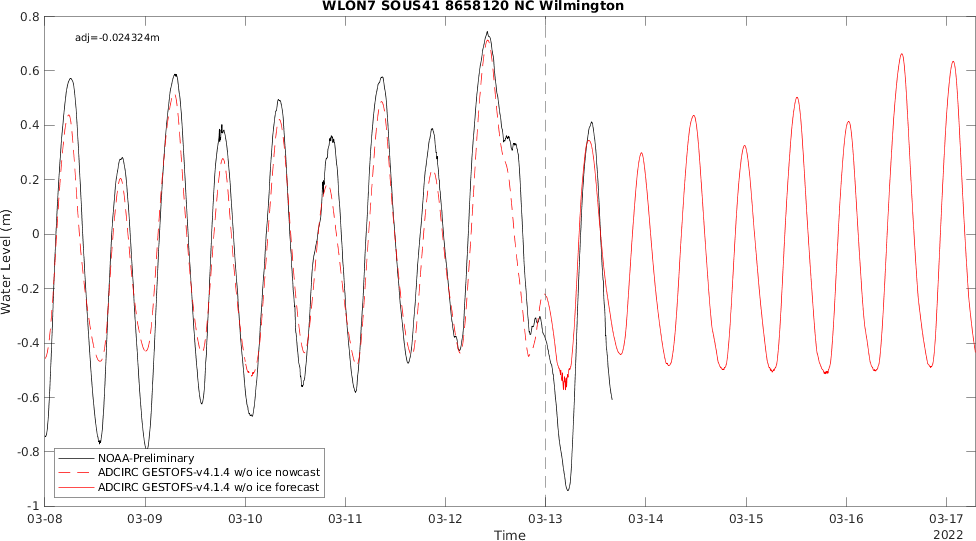 WLON7 SOUS41 8658120 NC Wilmington
adj=-0.024324m
0.8
0.6
0.4
0.2
0
-0.2
-0.4
-0.6
-0.8
-1
Water Level (m)
NOAA-Preliminary
ADCIRC GESTOFS-v4.1.4 w/o ice nowcast
ADCIRC GESTOFS-v4.1.4 w/o ice forecast
03-08 03-09 03-10 03-11 03-12 03-13 03-14 03-15 03-16 03-17
Time
2022